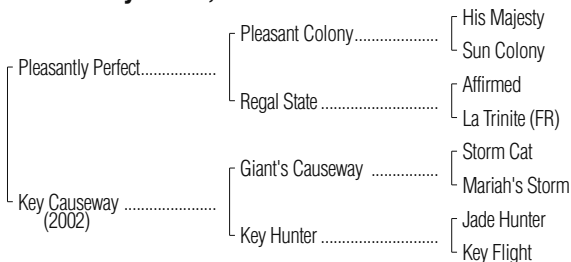 His Majesty
Pleasant Colony..................
Sun Colony
Pleasantly Perfect................
Affirmed
Regal State .........................
La Trinite (FR)
Storm Cat
Giant's Causeway ..............
Mariah's Storm
Key Causeway ....................
(2002)
Jade Hunter
Key Hunter .........................
Key Flight